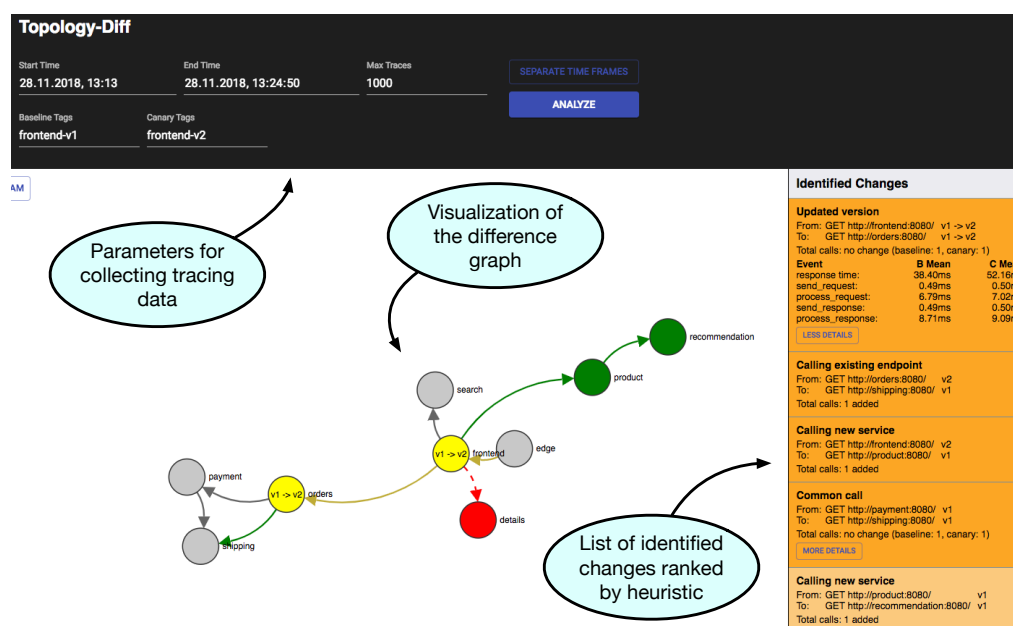 Topology-Diff
Start Time
End Time
Max Traces
28.11.2018, 13:13
28.11.2018, 13:24:50
1000
SEPARATE TIME FRAMES
ANALYZE
Baseline Tags
Canary Tags
frontend-v1
frontend-v2
AM
Parameters for
collecting tracing
data
Visualization of
the difference
graph
recommendation
product
search
v1 -> v2 frontend
edge
payment
v1 -> v2 orders
details
shipping
List of identified
changes ranked
by heuristic
Identified Changes
Updated version
From: GET http://frontend:8080/ v1 -> v2
To: GET http://orders:8080/ v1 -> v2
Total calls: no change (baseline: 1, canary: 1)
Event B Mean C Me
response time: 38.40ms 52.16
send_request: 0.49ms 0.50
process_request: 6.79ms 7.02
send_response: 0.49ms 0.50
process_response: 8.71ms 9.09
LESS DETAILS
Calling existing endpoint
From: GET http://orders:8080/ v2
To: GET http://shipping:8080/ v1
Total calls: 1 added
Calling new service
From: GET http://frontend:8080/ v2
To: GET http://product:8080/ v1
Total calls: 1 added
Common call
From: GET http://payment:8080/ v1
To: GET http://shipping:8080/ v1
Total calls: no change (baseline: 1, canary: 1)
MORE DETAILS
Calling new service
From: GET http://product:8080/ v1
To: GET http://recommendation:8080/ v1
Total calls: 1 added